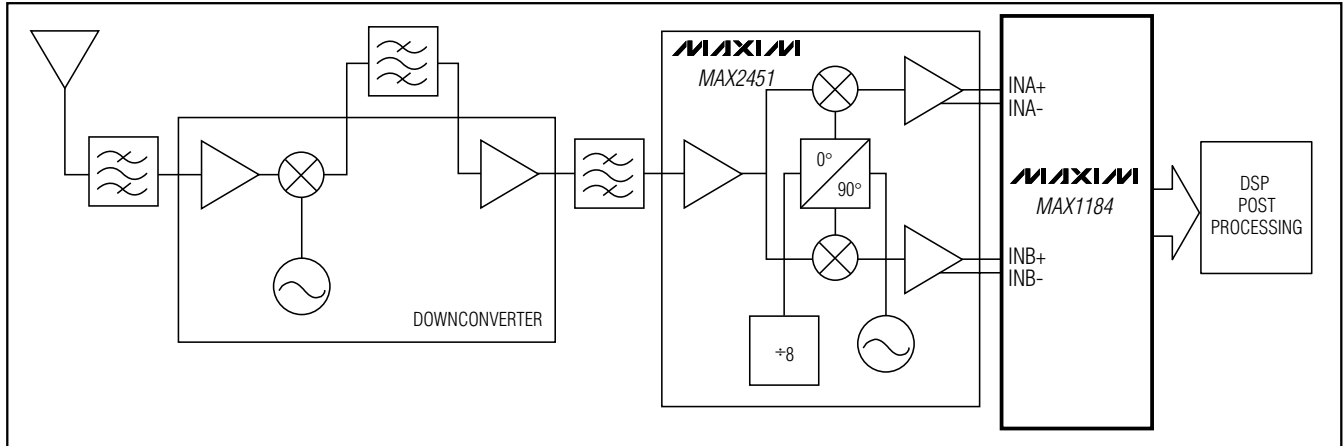 MAXIM
MAX2451
INA+
INA-
0°
90°
MAXIM
MAX1184
DSP
POST
PROCESSING
INB+
INB-
DOWNCONVERTER
÷8